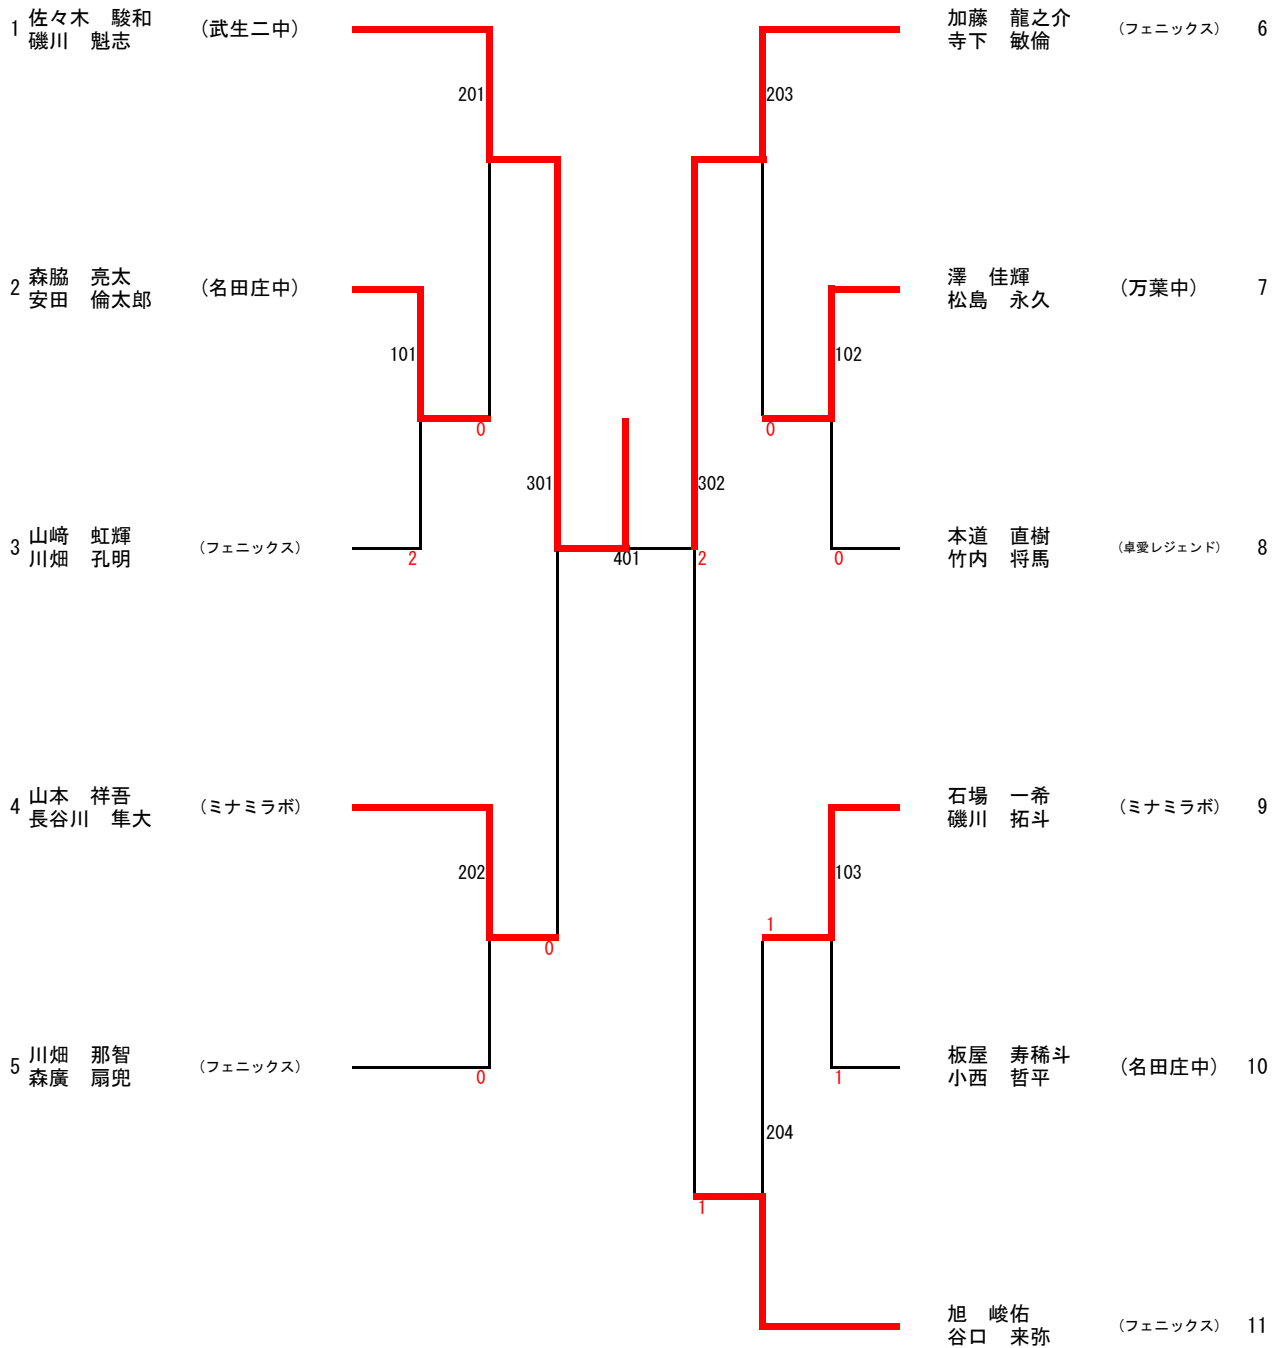 1 佐々木　駿和 (武生二中)
磯川　魁志
201
2 森脇　亮太 (名田庄中)
安田　倫太郎
101
0
3 山﨑　虹輝 (フェニックス)
川畑　孔明
2
301
401
4 山本　祥吾 (ミナミラボ)
長谷川　隼大
202
0
5 川畑　那智 (フェニックス)
森廣　扇兜
0
加藤　龍之介 (フェニックス) 6
寺下　敏倫
203
澤　佳輝 (万葉中) 7
松島　永久
102
0
302
2
本道　直樹 (卓愛レジェンド) 8
竹内　将馬
0
石場　一希 (ミナミラボ) 9
磯川　拓斗
103
1
板屋　寿稀斗 (名田庄中) 10
小西　哲平
1
204
1
旭　峻佑 (フェニックス) 11
谷口　来弥